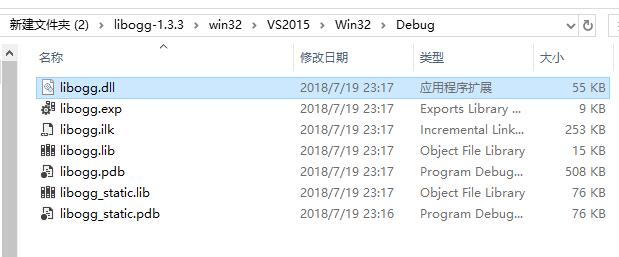 新建文件夹 (2) › libogg-1.3.3 › win32 › VS2015 › Win32 › Debug
名称 修改日期 类型 大小
libogg.dll 2018/7/19 23:17 应用程序扩展 55 KB
libogg.exp 2018/7/19 23:17 Exports Library ... 9 KB
libogg.ilk 2018/7/19 23:17 Incremental Link... 253 KB
libogg.lib 2018/7/19 23:17 Object File Library 15 KB
libogg.pdb 2018/7/19 23:17 Program Debug... 508 KB
libogg_static.lib 2018/7/19 23:17 Object File Library 76 KB
libogg_static.pdb 2018/7/19 23:16 Program Debug... 76 KB